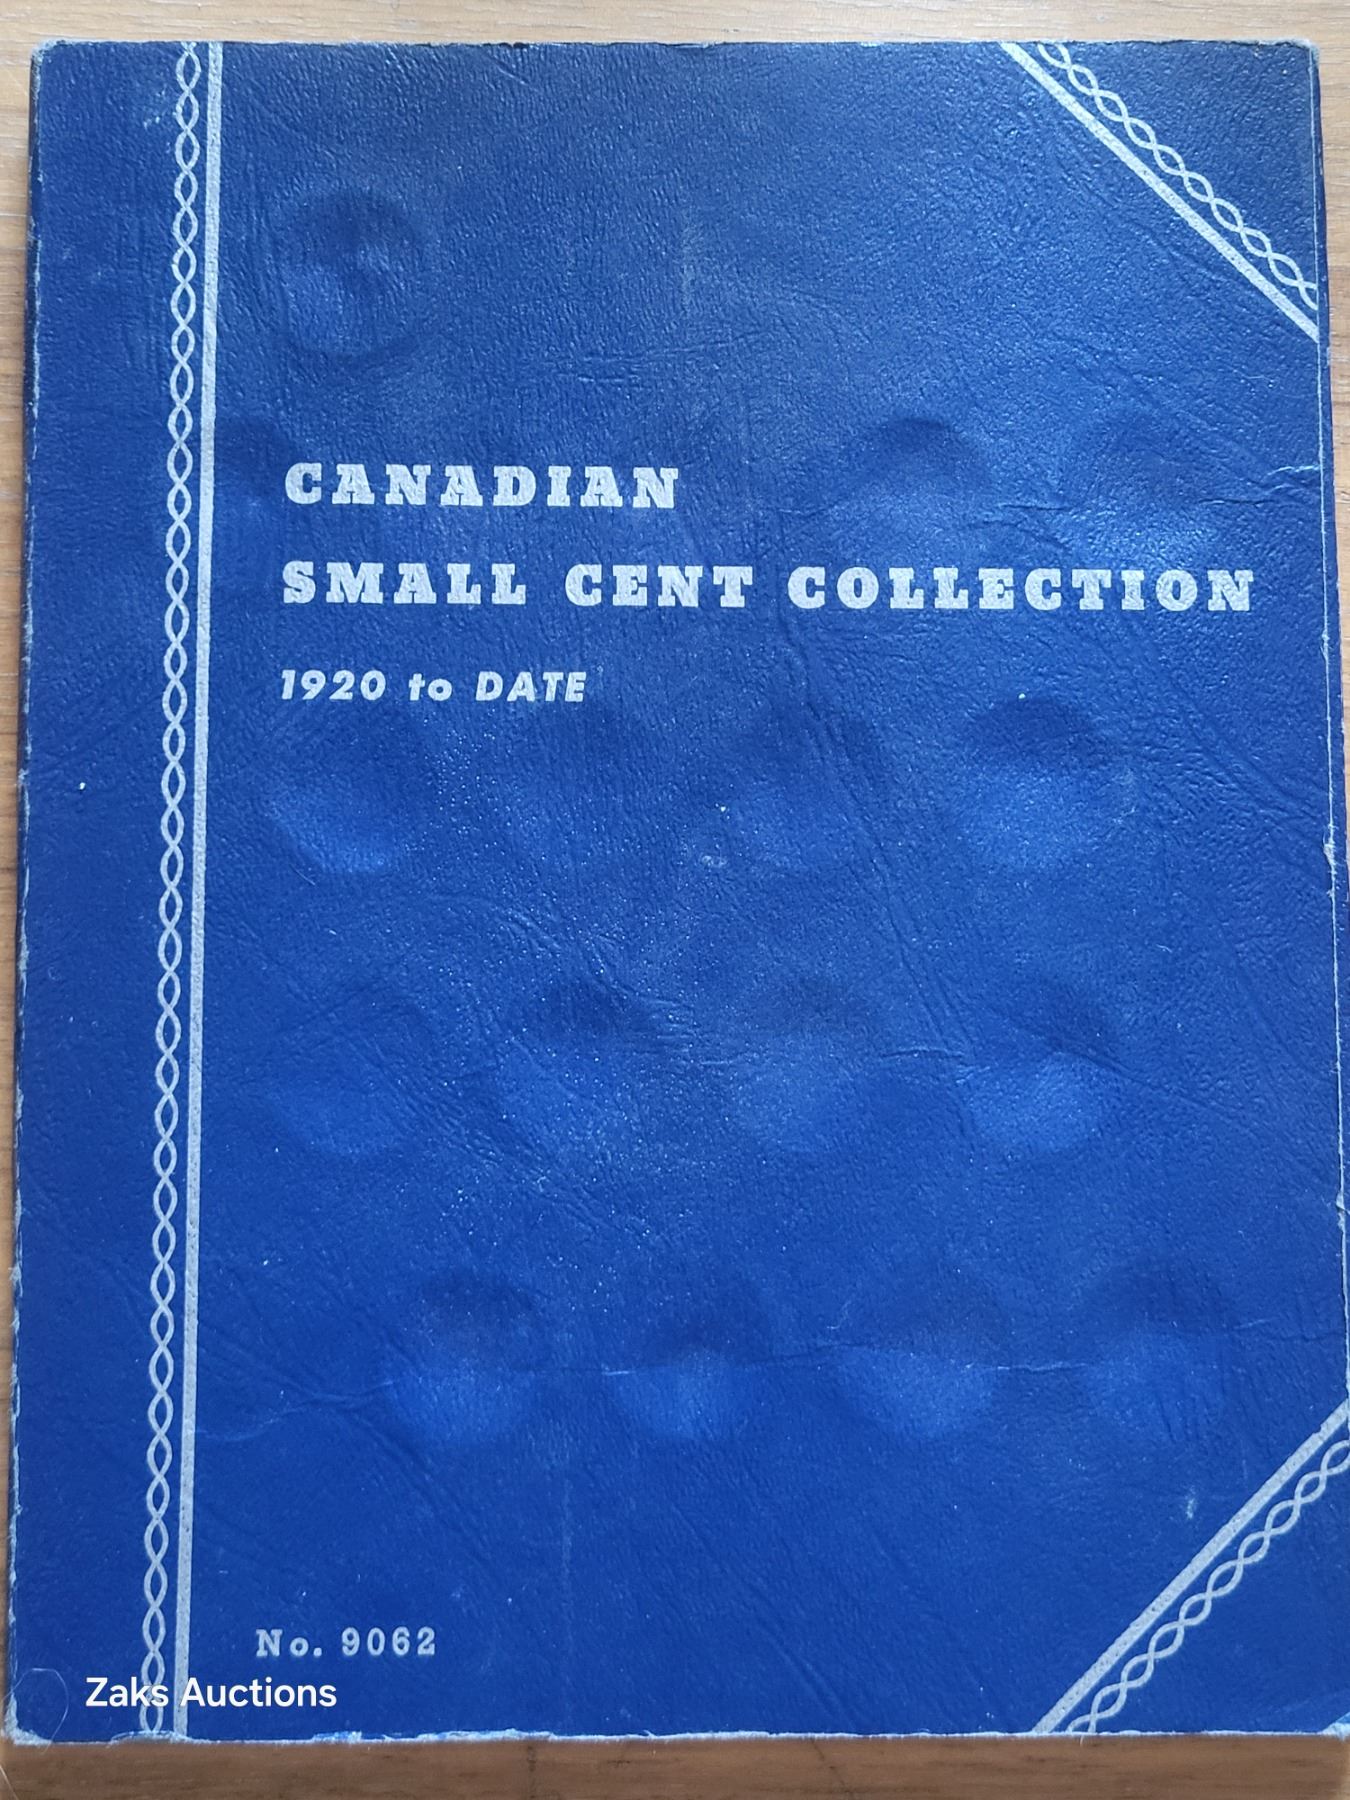 CANADIAN
SMALL CENT COLLECTION
1920 to DATE
No. 9062
Zaks Auctions